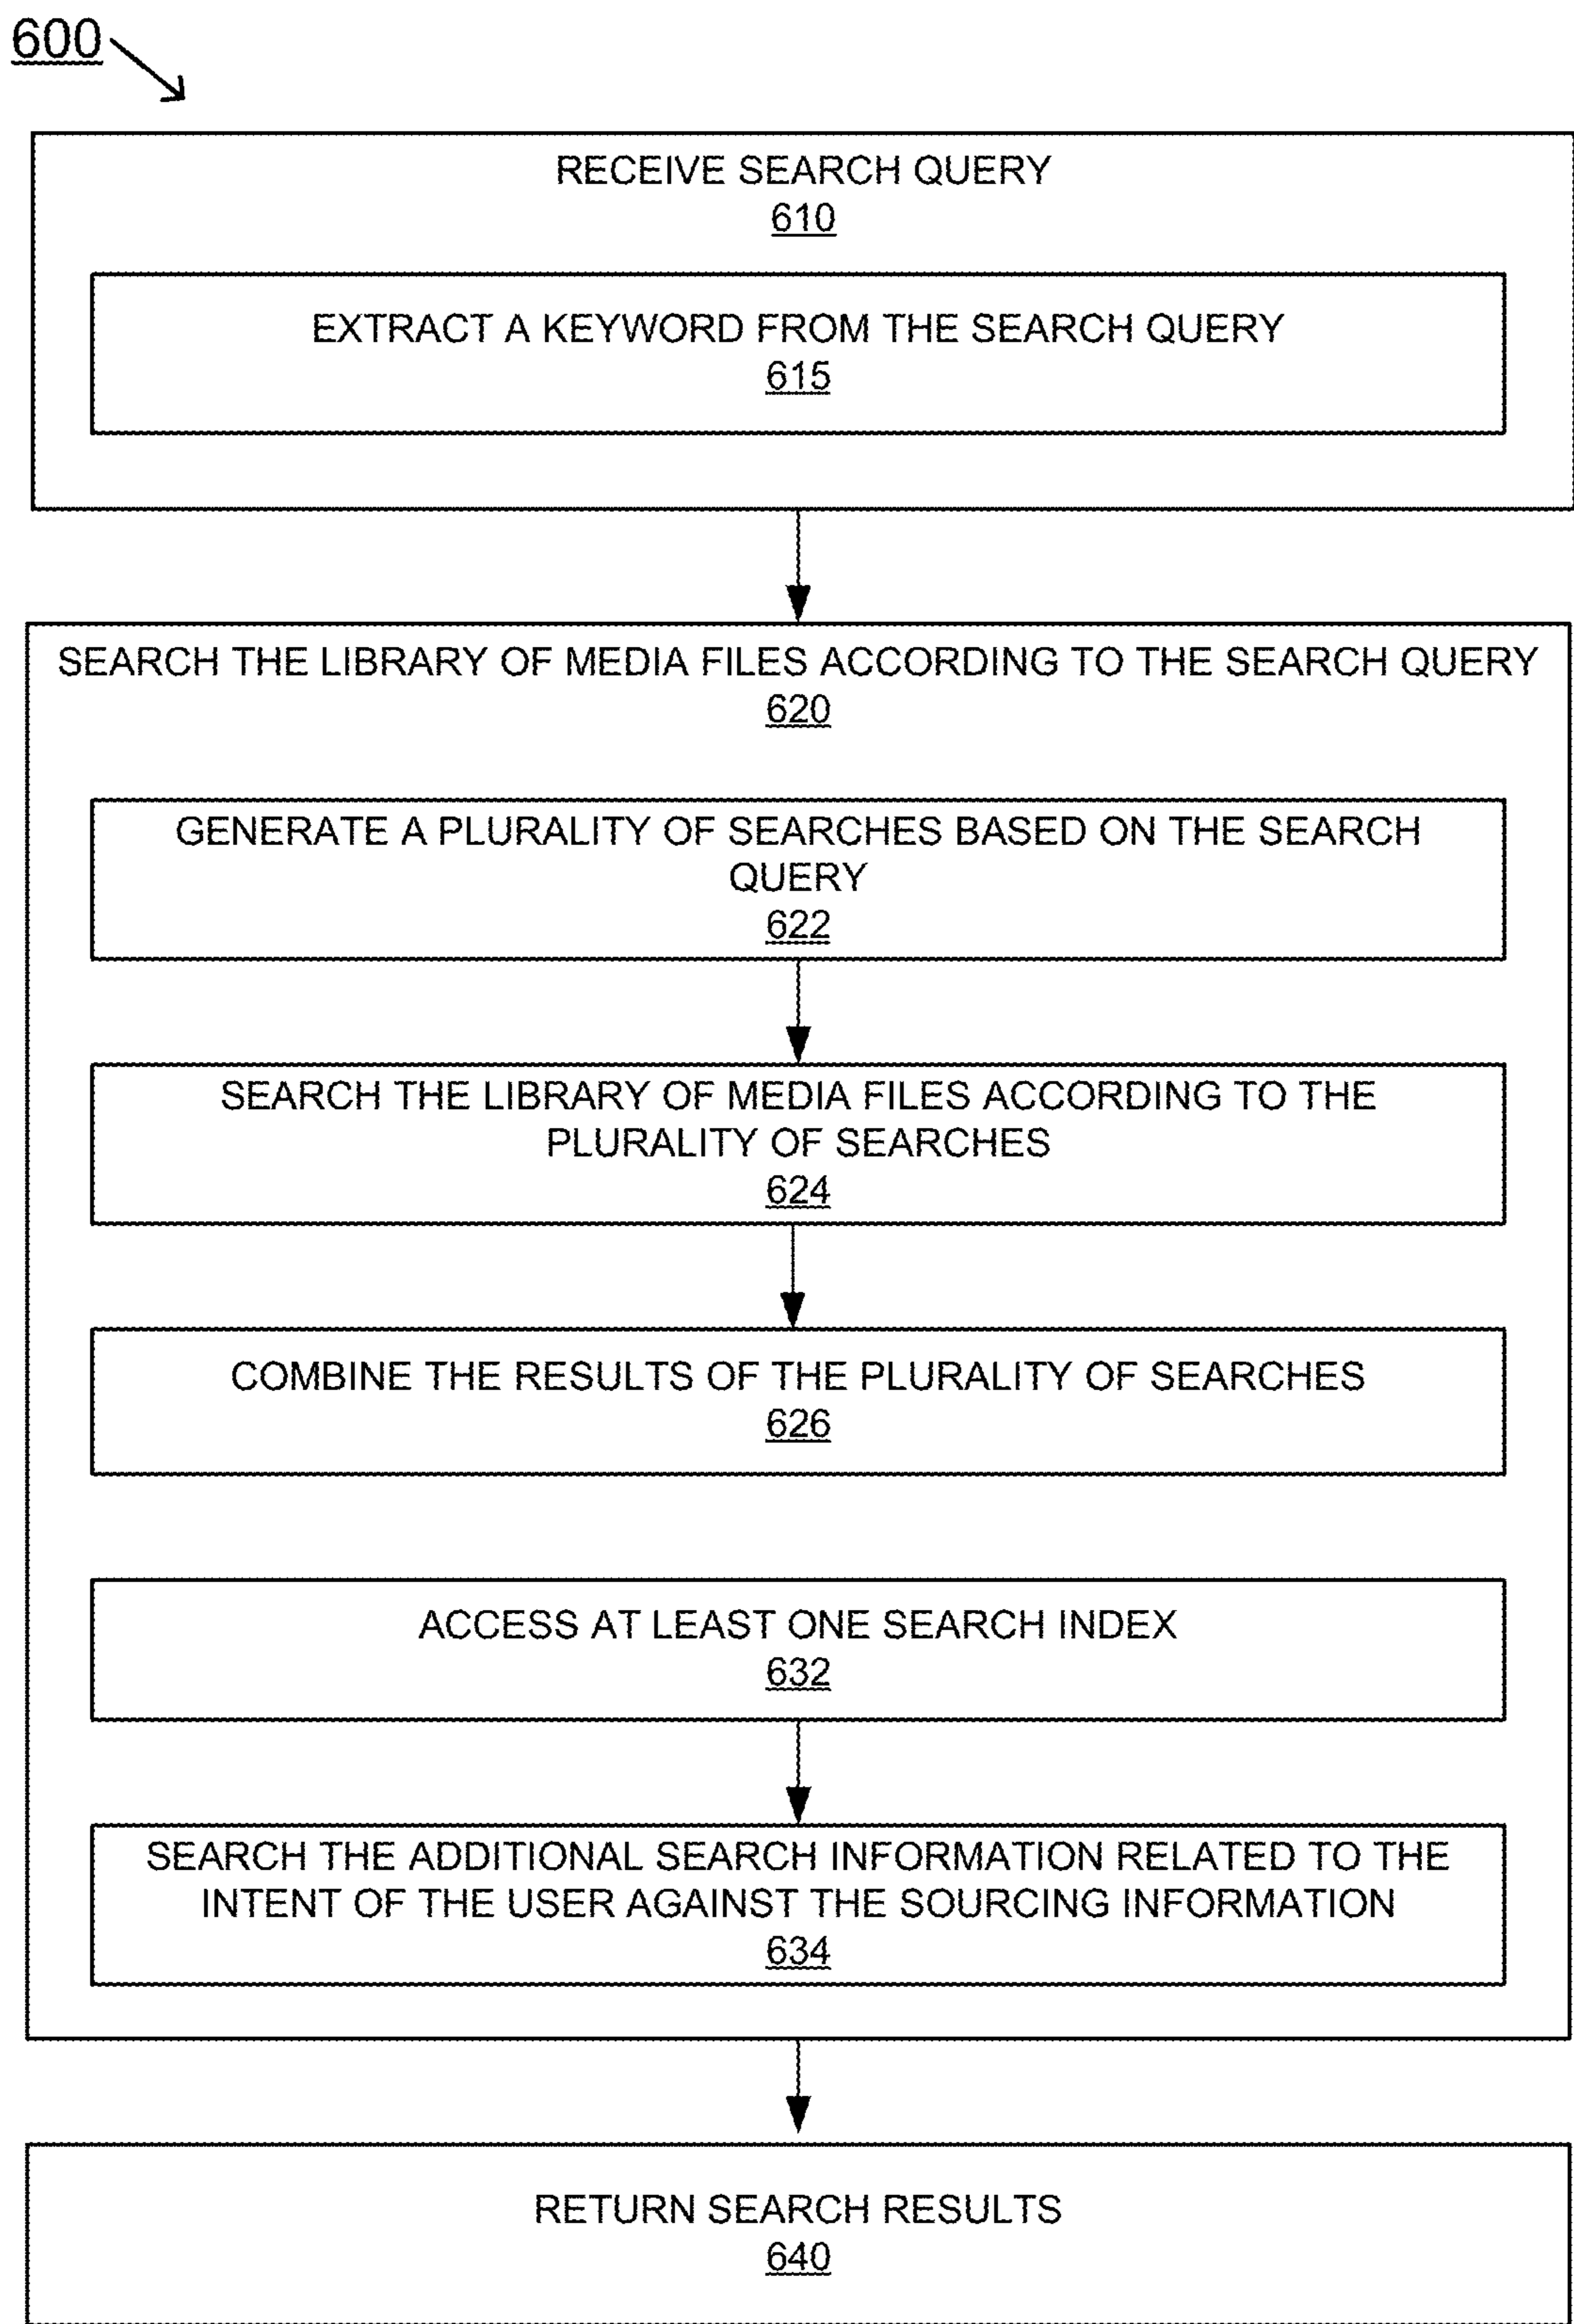 600
RECEIVE SEARCH QUERY
610
EXTRACT A KEYWORD FROM THE SEARCH QUERY
615
SEARCH THE LIBRARY OF MEDIA FILES ACCORDING TO THE SEARCH QUERY
620
GENERATE A PLURALITY OF SEARCHES BASED ON THE SEARCH
QUERY
622
SEARCH THE LIBRARY OF MEDIA FILES ACCORDING TO THE
PLURALITY OF SEARCHES
624
COMBINE THE RESULTS OF THE PLURALITY OF SEARCHES
626
ACCESS AT LEAST ONE SEARCH INDEX
632
SEARCH THE ADDITIONAL SEARCH INFORMATION RELATED TO THE
INTENT OF THE USER AGAINST THE SOURCING INFORMATION
634
RETURN SEARCH RESULTS
640